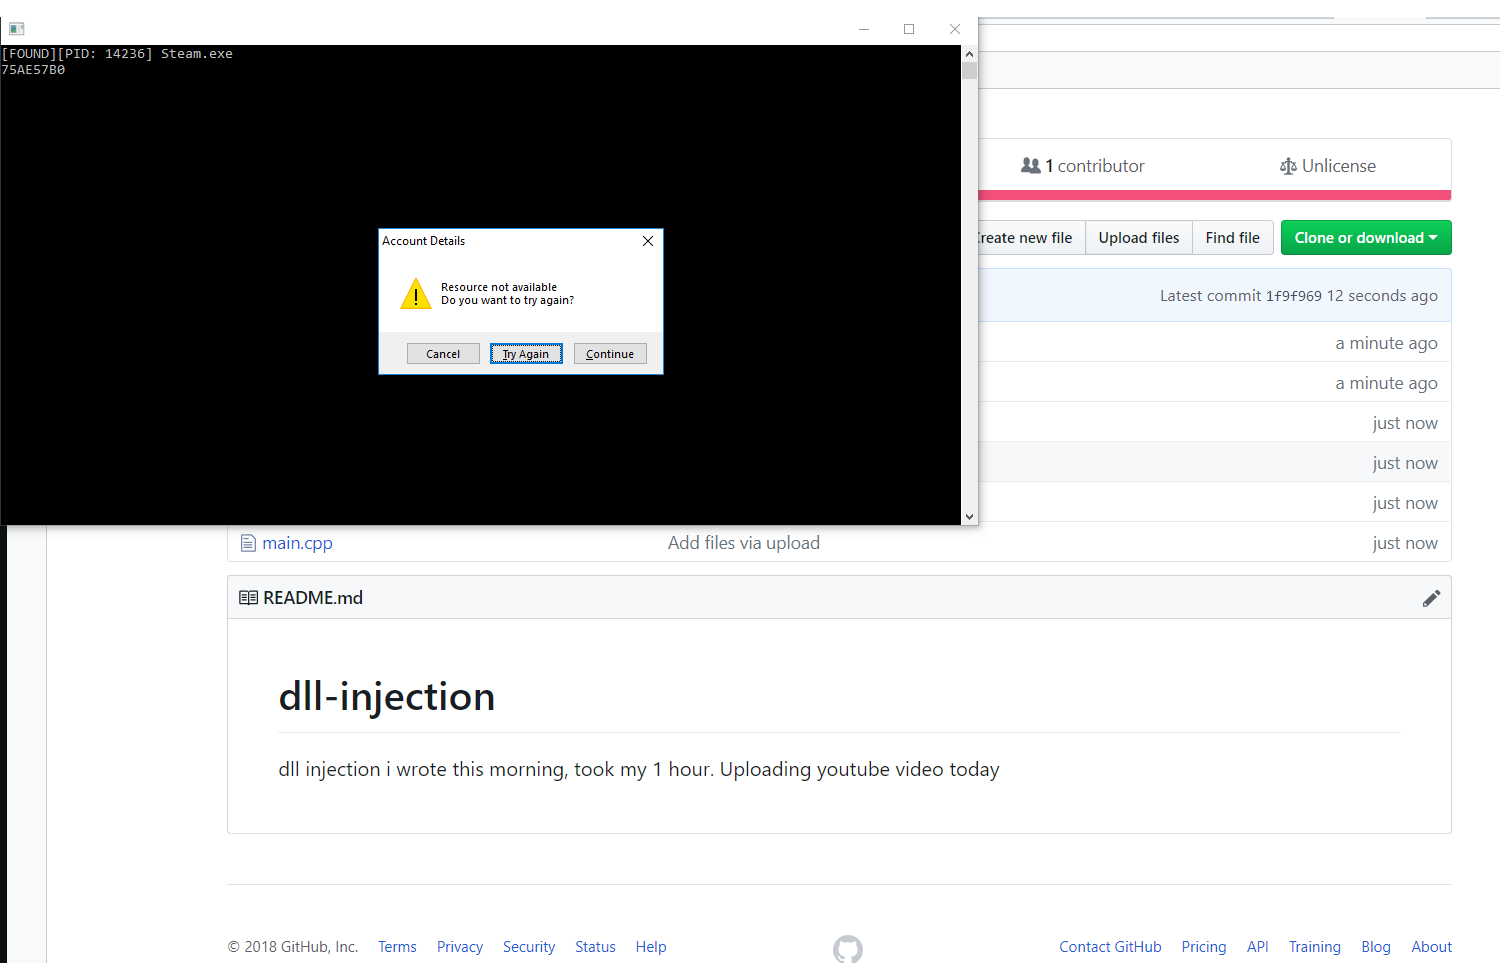 [FOUND][PID: 14236] Steam.exe
75AE57B0
Account Details
Resource not available
Do you want to try again?
Cancel
Try Again
Continue
1 contributor
Unlicense
reate new file
Upload files
Find file
Clone or download
Latest commit 1f9f969 12 seconds ago
a minute ago
a minute ago
just now
just now
just now
main.cpp Add files via upload just now
README.md
dll-injection
dll injection i wrote this morning, took my 1 hour. Uploading youtube video today
© 2018 GitHub, Inc. Terms Privacy Security Status Help Contact GitHub Pricing API Training Blog About